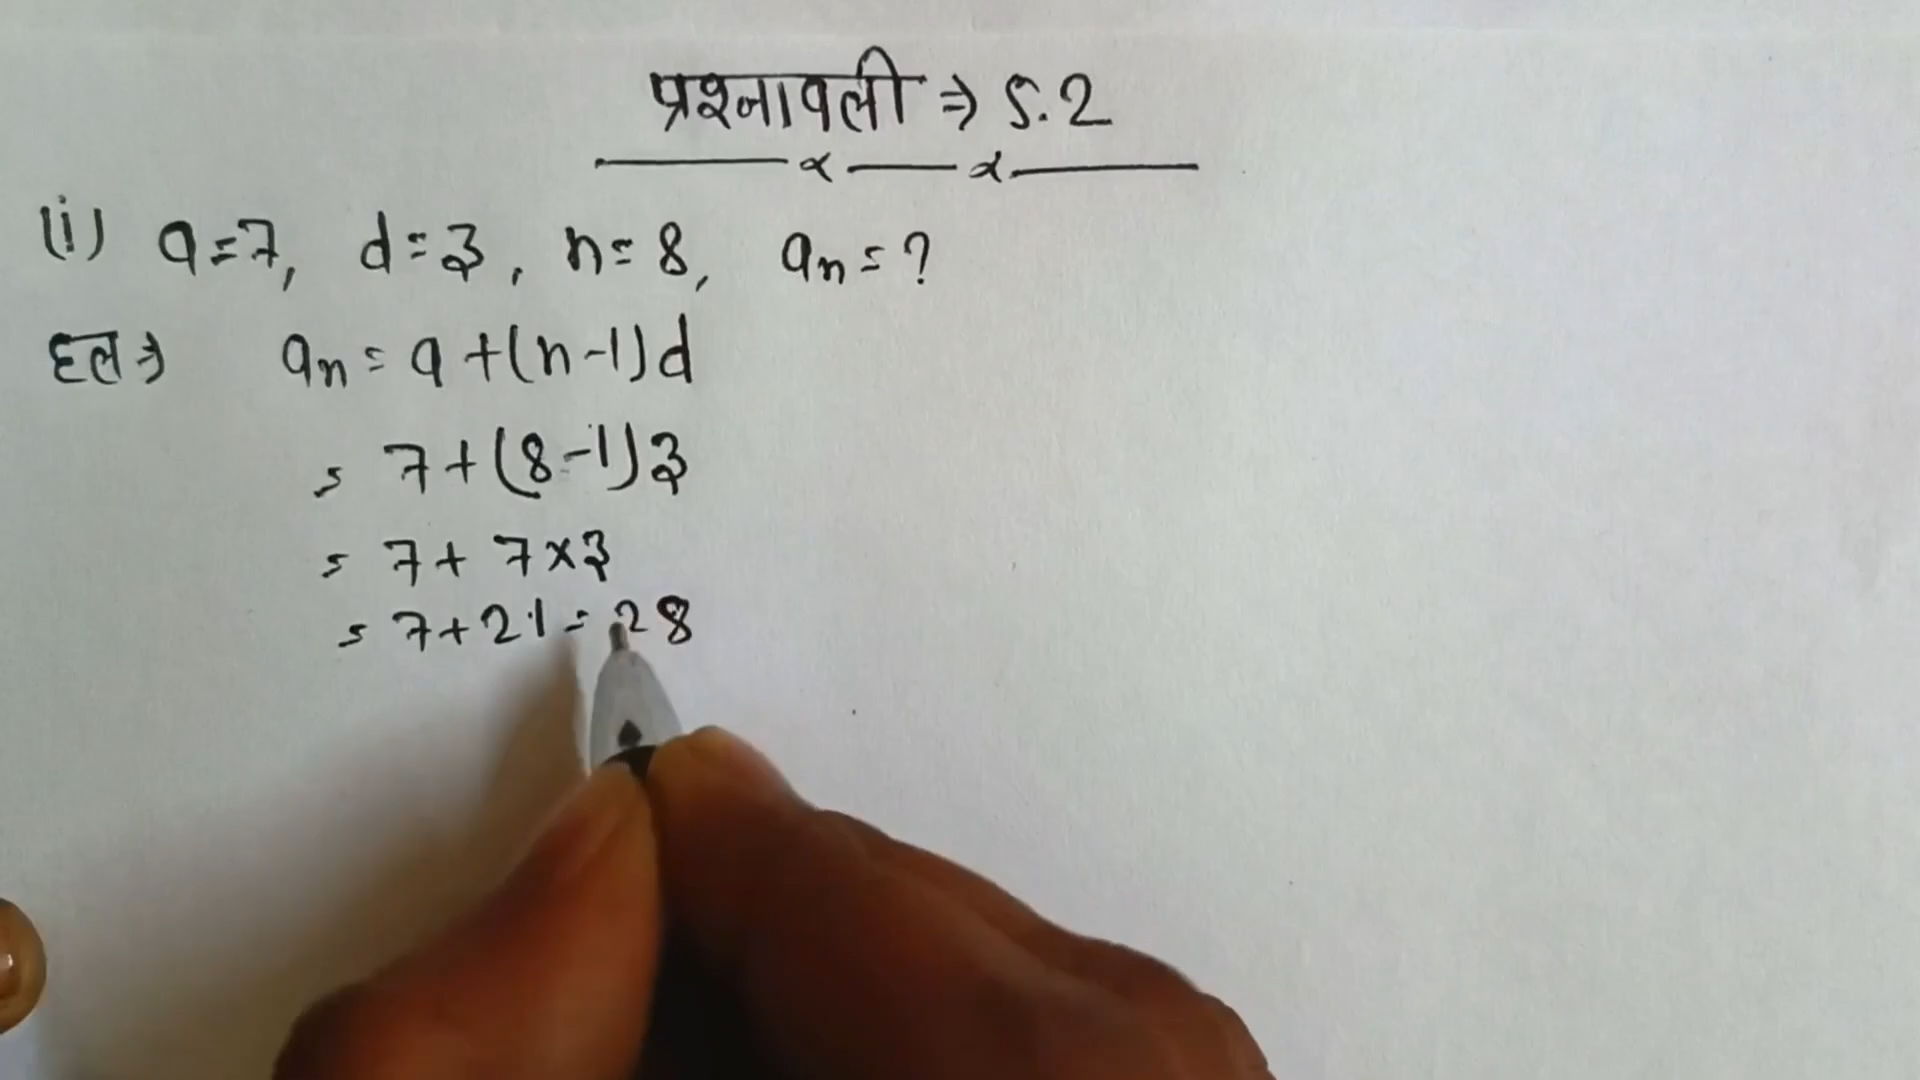 प्रश्नावली ⇒ 5.2
(i) a=7, d=3, n=8, an=?
हल⇒ an = a+(n-1)d
= 7+(8-1)3
= 7+ 7×3
= 7+21=28